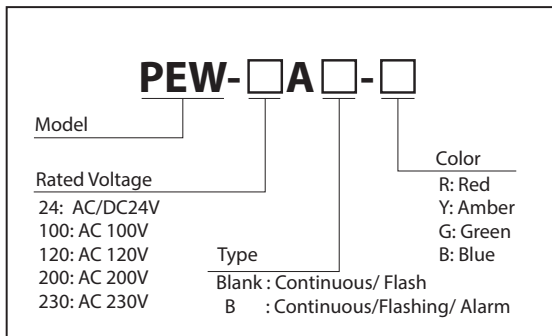 PEW-□A□-□
Model
Rated Voltage
24: AC/DC24V
100: AC 100V
120: AC 120V
200: AC 200V
230: AC 230V
Type
Blank : Continuous/ Flash
B : Continuous/Flashing/ Alarm
Color
R: Red
Y: Amber
G: Green
B: Blue